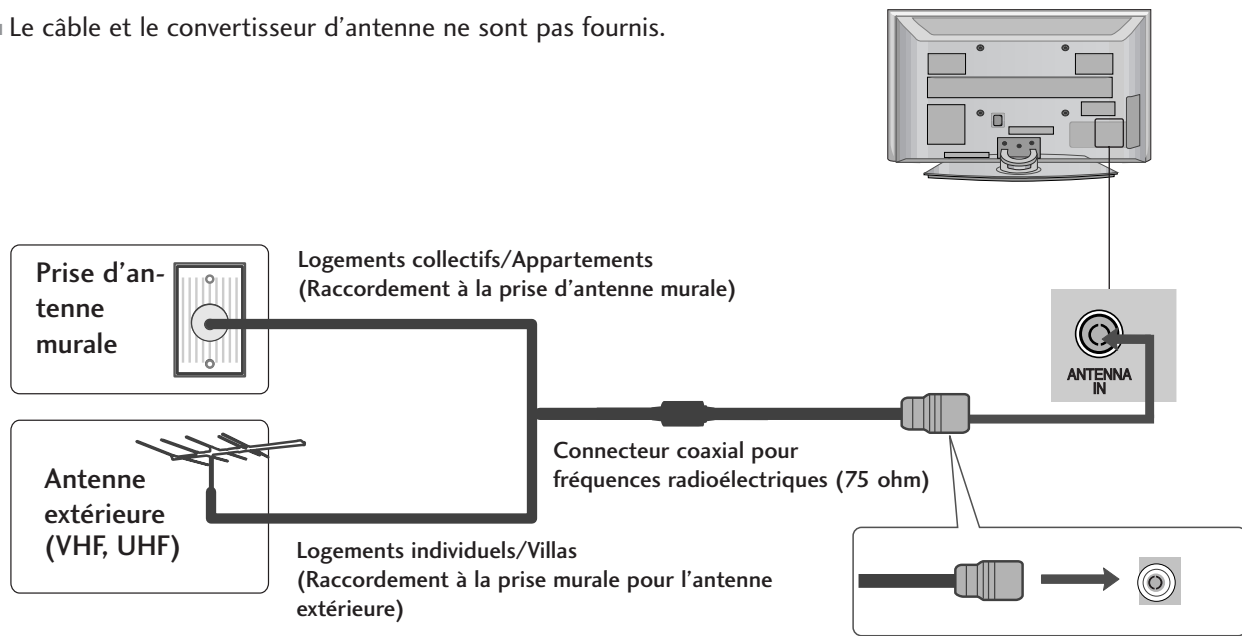 Le câble et le convertisseur d’antenne ne sont pas fournis.
Prise d’an-
tenne
murale
Logements collectifs/Appartements
(Raccordement à la prise d’antenne murale)
ANTENNA
IN
Antenne
extérieure
(VHF, UHF)
Connecteur coaxial pour
fréquences radioélectriques (75 ohm)
Logements individuels/Villas
(Raccordement à la prise murale pour l’antenne
extérieure)